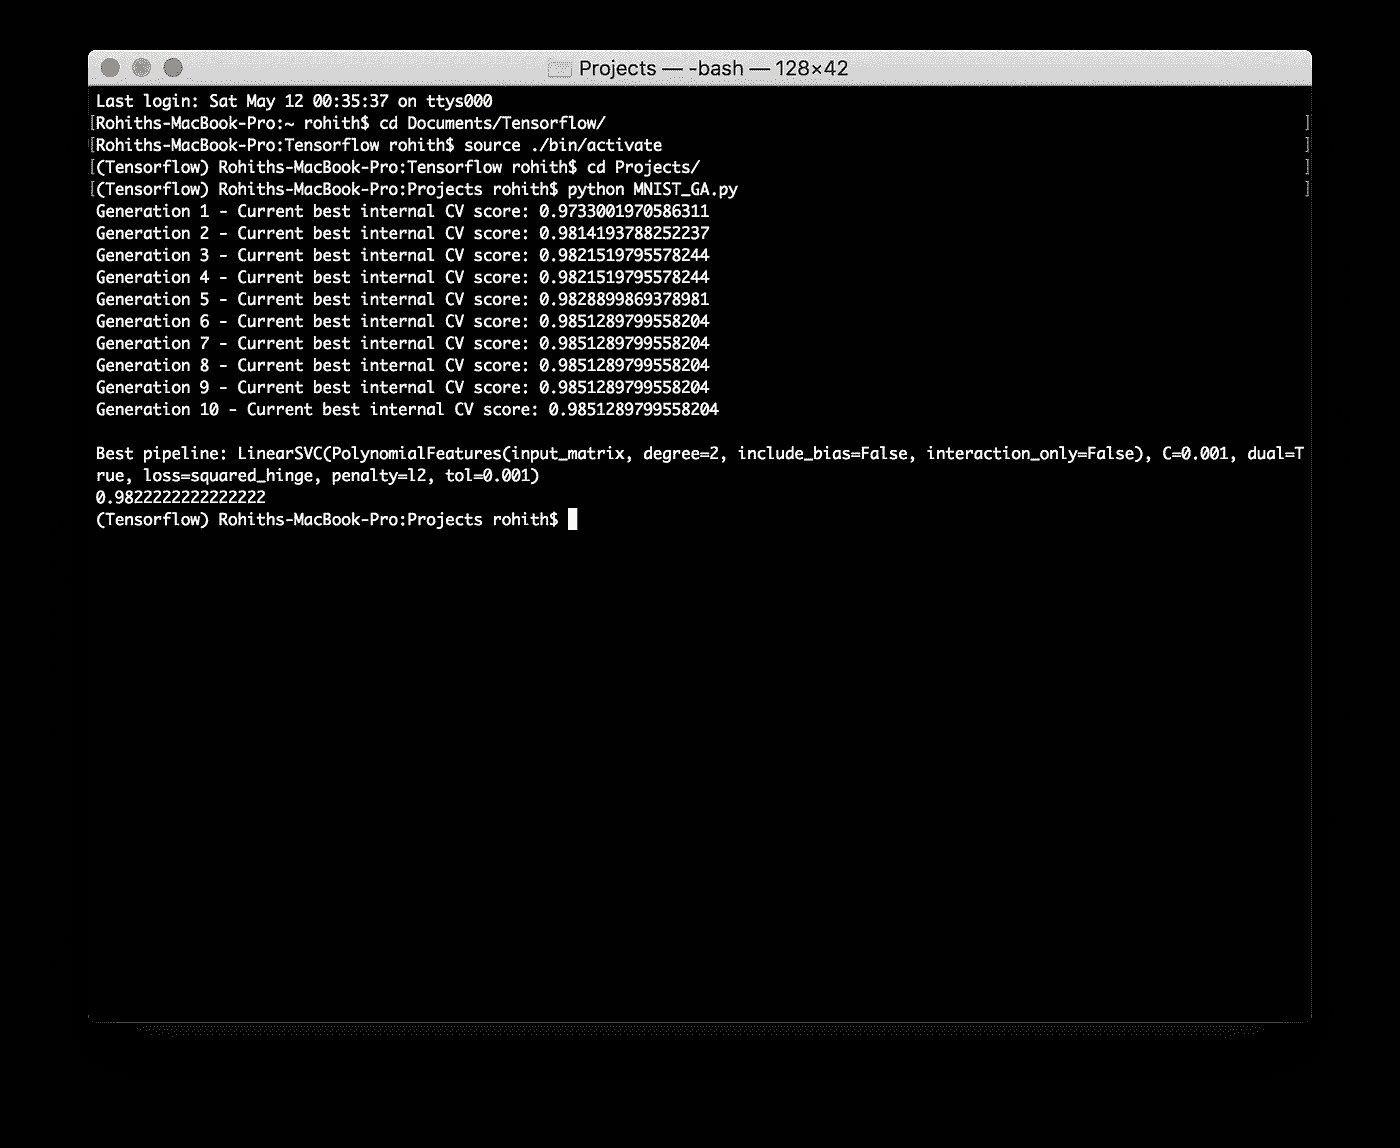 Projects — -bash — 128×42
Last login: Sat May 12 00:35:37 on ttys000
[Rohiths-MacBook-Pro:~ rohith$ cd Documents/Tensorflow/ ]
[Rohiths-MacBook-Pro:Tensorflow rohith$ source ./bin/activate ]
[(Tensorflow) Rohiths-MacBook-Pro:Tensorflow rohith$ cd Projects/ ]
[(Tensorflow) Rohiths-MacBook-Pro:Projects rohith$ python MNIST_GA.py ]
Generation 1 - Current best internal CV score: 0.9733001970586311
Generation 2 - Current best internal CV score: 0.9814193788252237
Generation 3 - Current best internal CV score: 0.9821519795578244
Generation 4 - Current best internal CV score: 0.9821519795578244
Generation 5 - Current best internal CV score: 0.9828899869378981
Generation 6 - Current best internal CV score: 0.9851289799558204
Generation 7 - Current best internal CV score: 0.9851289799558204
Generation 8 - Current best internal CV score: 0.9851289799558204
Generation 9 - Current best internal CV score: 0.9851289799558204
Generation 10 - Current best internal CV score: 0.9851289799558204
Best pipeline: LinearSVC(PolynomialFeatures(input_matrix, degree=2, include_bias=False, interaction_only=False), C=0.001, dual=T
rue, loss=squared_hinge, penalty=l2, tol=0.001)
0.9822222222222222
(Tensorflow) Rohiths-MacBook-Pro:Projects rohith$